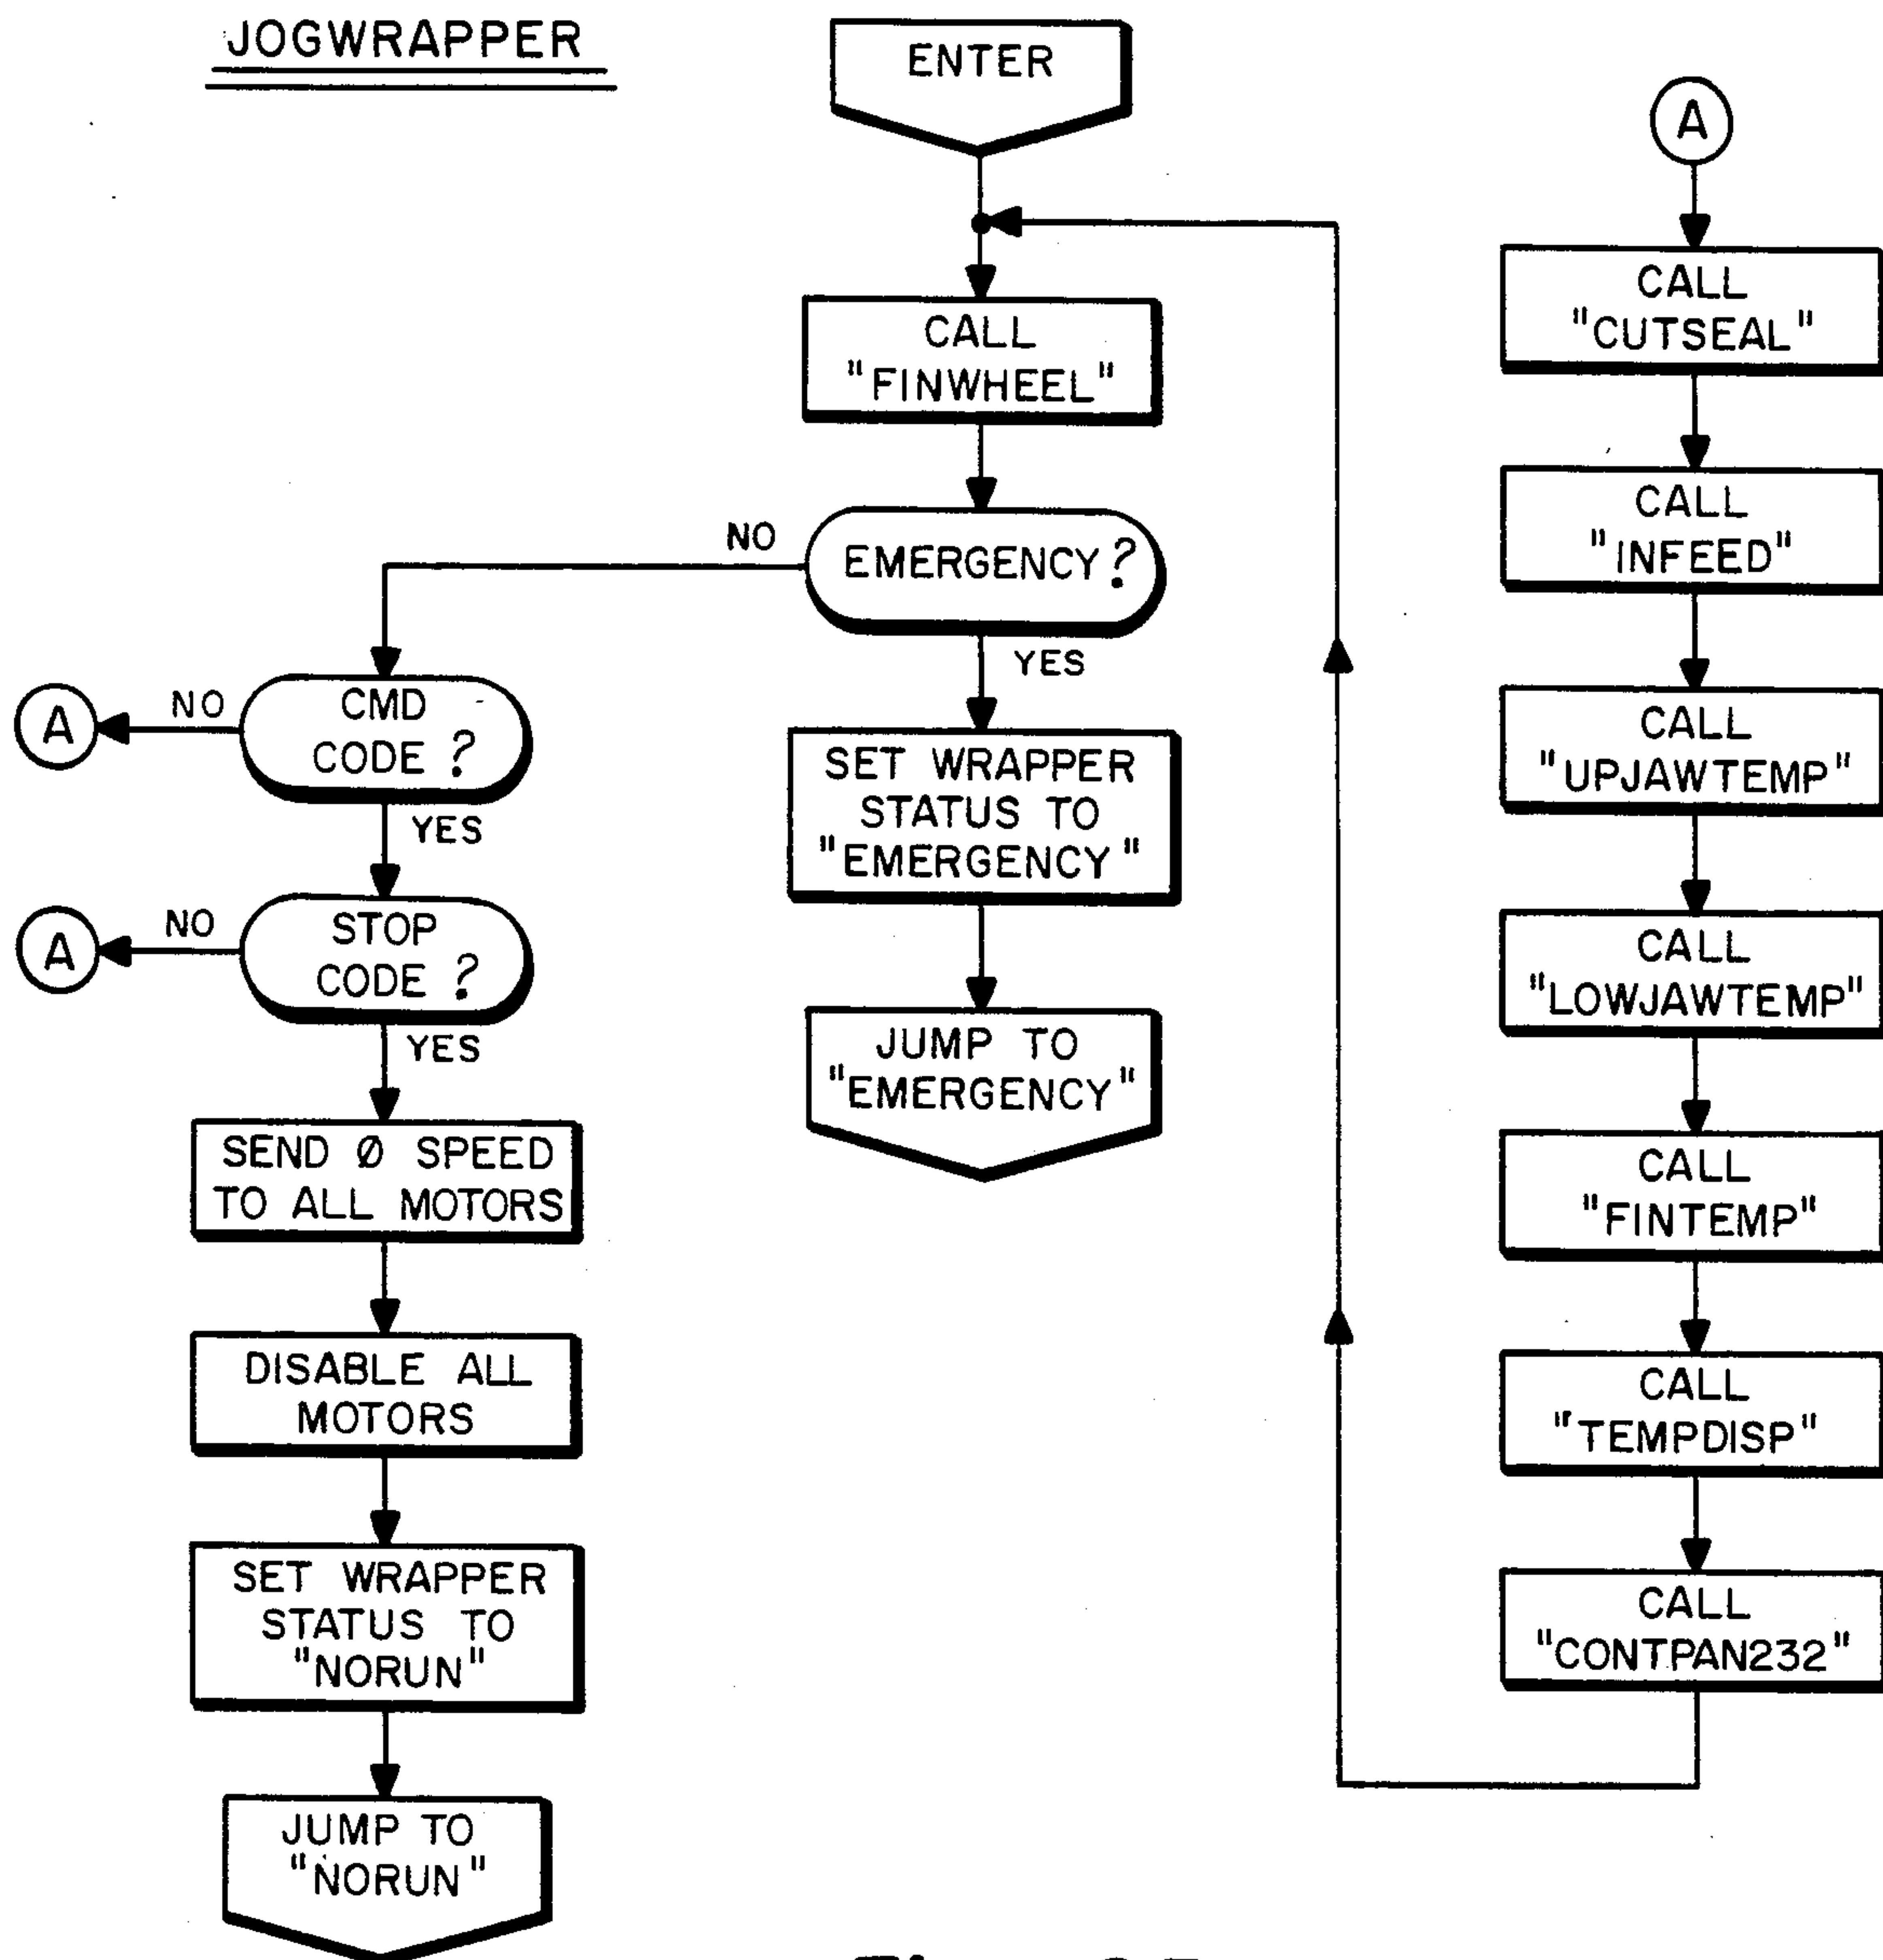 JOGWRAPPER
ENTER
CALL
"FINWHEEL"
EMERGENCY?
NO
YES
SET WRAPPER
STATUS TO
"EMERGENCY"
JUMP TO
"EMERGENCY"
CMD
CODE ?
NO
A
YES
STOP
CODE ?
NO
A
YES
SEND Ø SPEED
TO ALL MOTORS
DISABLE ALL
MOTORS
SET WRAPPER
STATUS TO
"NORUN"
JUMP TO
"NORUN"
A
CALL
"CUTSEAL"
CALL
"INFEED"
CALL
"UPJAWTEMP"
CALL
"LOWJAWTEMP"
CALL
"FINTEMP"
CALL
"TEMPDISP"
CALL
"CONTPAN232"